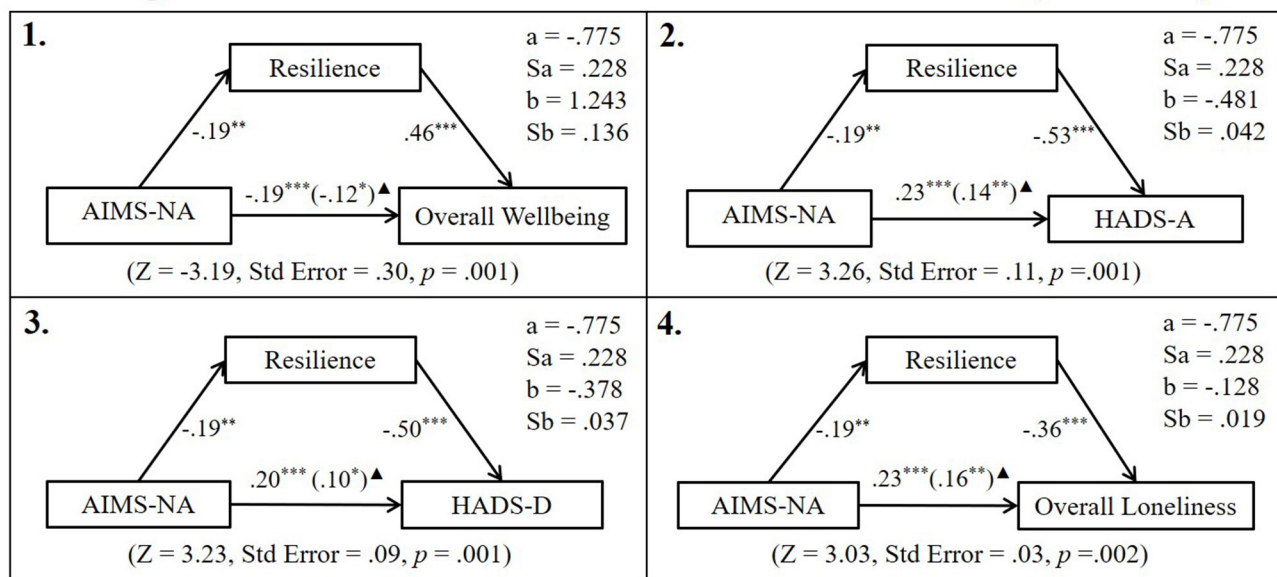 1.
Resilience
a = -.775
Sa = .228
b = 1.243
Sb = .136
-.19**
.46***
AIMS-NA
-.19***(-.12*)▲
Overall Wellbeing
(Z = -3.19, Std Error = .30, p = .001)
2.
Resilience
a = -.775
Sa = .228
b = -.481
Sb = .042
-.19**
-.53***
AIMS-NA
.23***(.14**)▲
HADS-A
(Z = 3.26, Std Error = .11, p =.001)
3.
Resilience
a = -.775
Sa = .228
b = -.378
Sb = .037
-.19**
-.50***
AIMS-NA
.20*** (.10*)▲
HADS-D
(Z = 3.23, Std Error = .09, p = .001)
4.
Resilience
a = -.775
Sa = .228
b = -.128
Sb = .019
-.19**
-.36***
AIMS-NA
.23***(.16**)▲
Overall Loneliness
(Z = 3.03, Std Error = .03, p =.002)